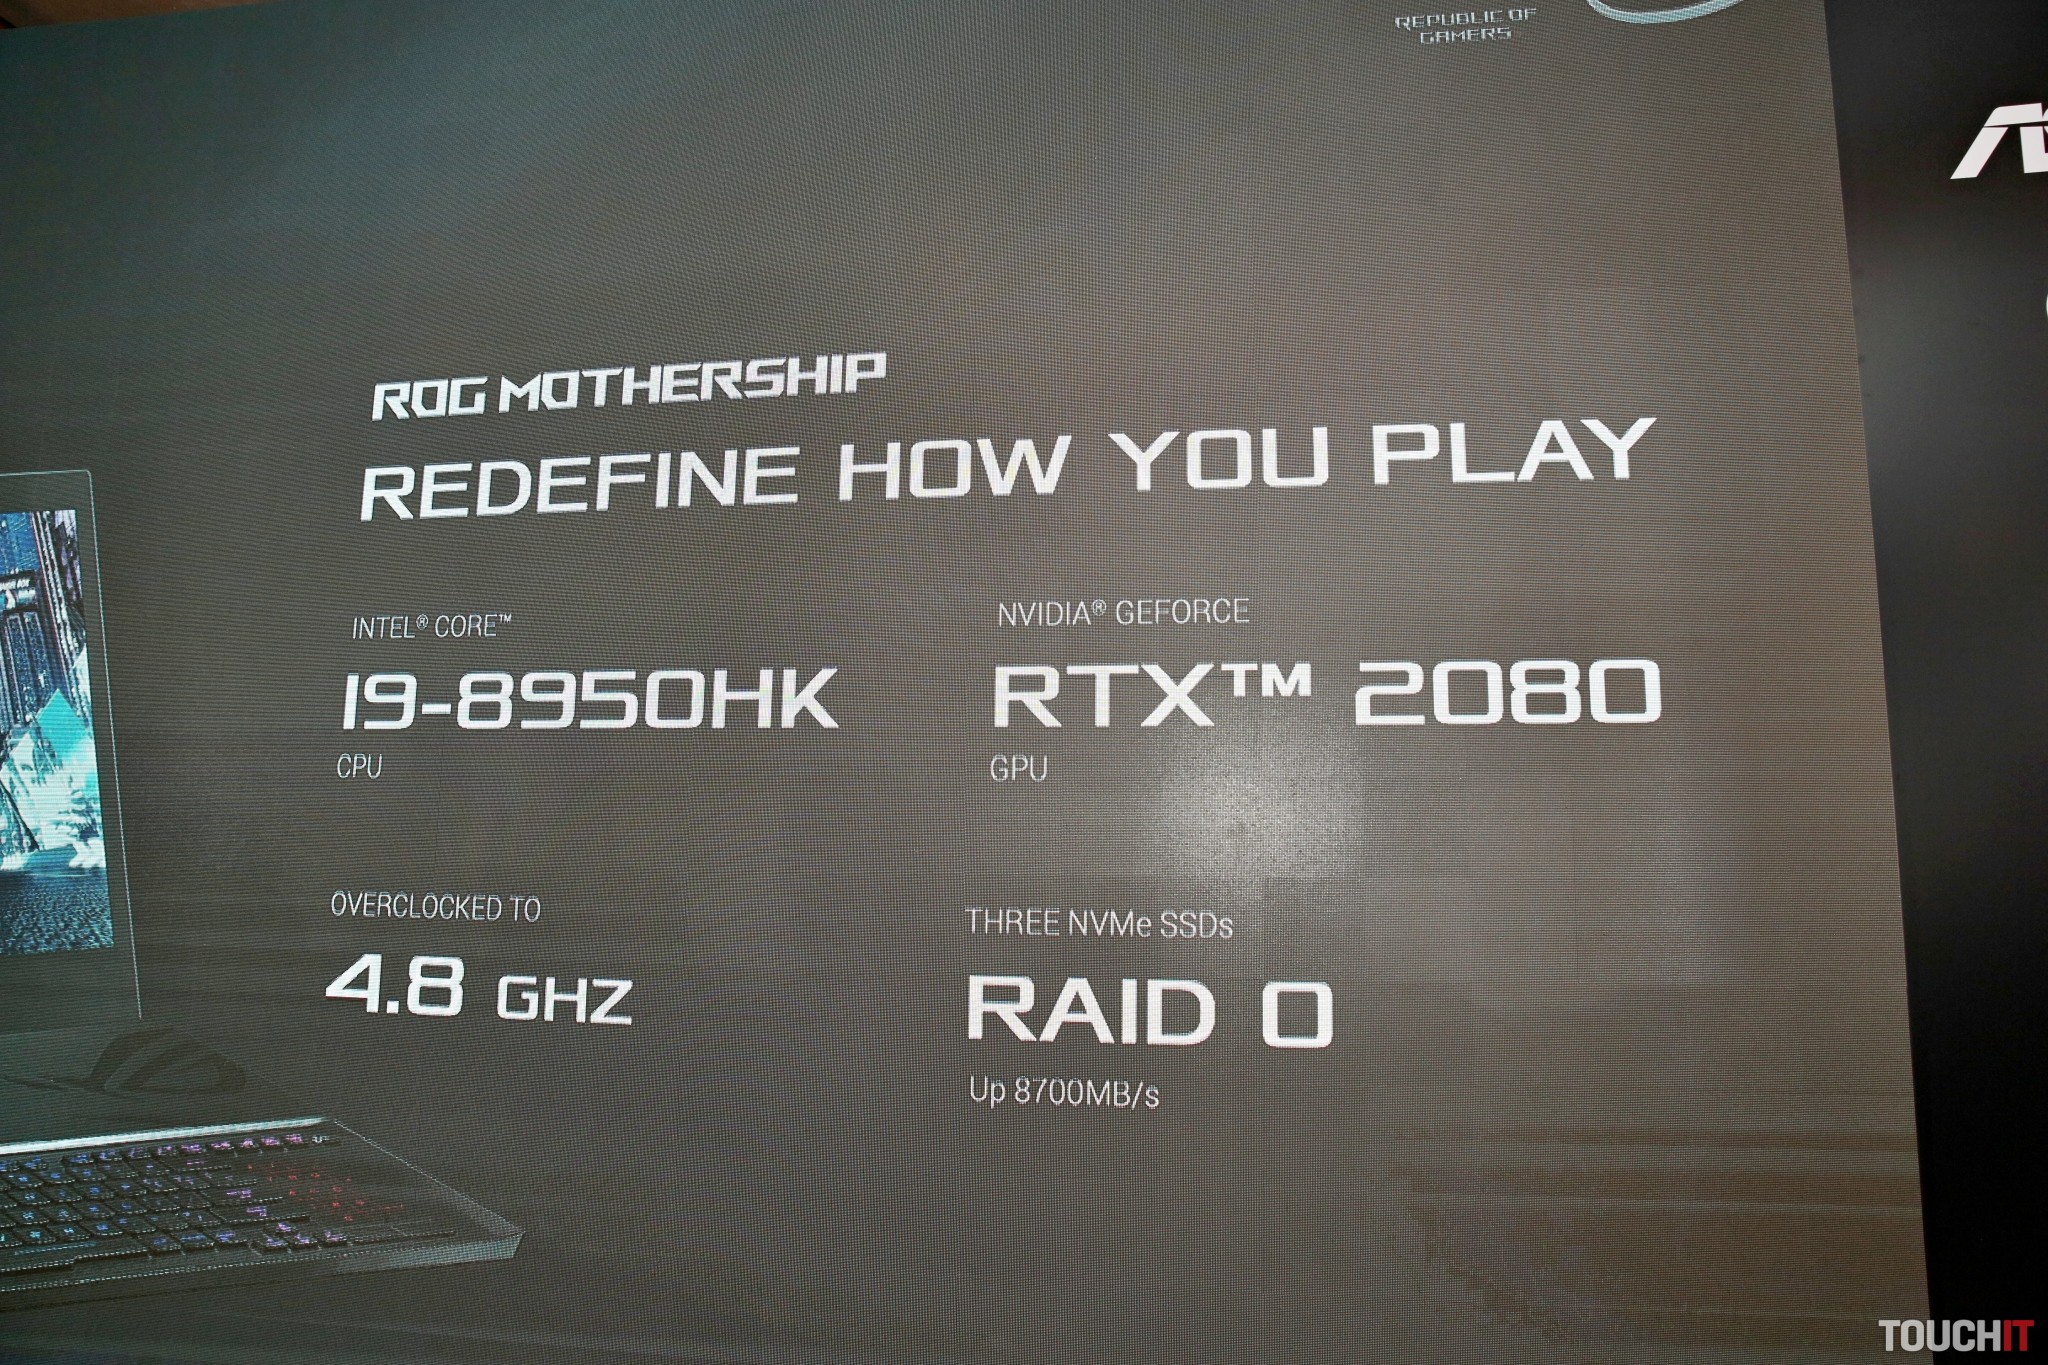 REPUBLIC OF
GAMERS
ROG MOTHERSHIP
REDEFINE HOW YOU PLAY
INTEL® CORE™
I9-8950HK
CPU
NVIDIA® GEFORCE
RTX™ 2080
GPU
OVERCLOCKED TO
4.8 GHZ
THREE NVMe SSDs
RAID 0
Up 8700MB/s
TOUCHIT